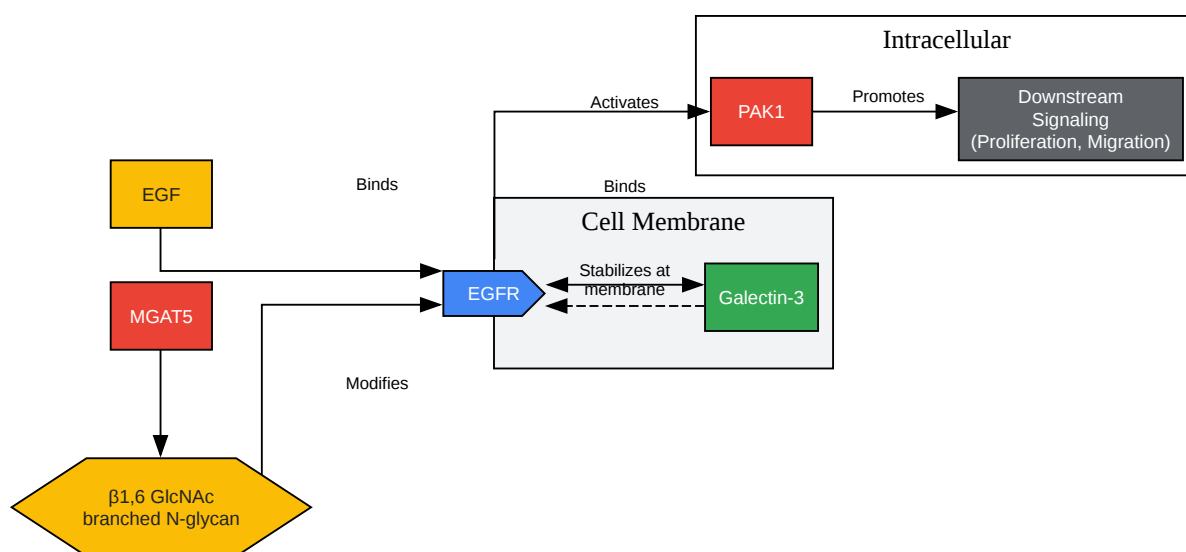 Intracellular
Activates
PAK1
Promotes
Downstream
Signaling
(Proliferation, Migration)
EGF
Binds
Binds
Cell Membrane
MGAT5
EGFR
Stabilizes at
membrane
Galectin-3
Modifies
β1,6 GlcNAc
branched N-glycan